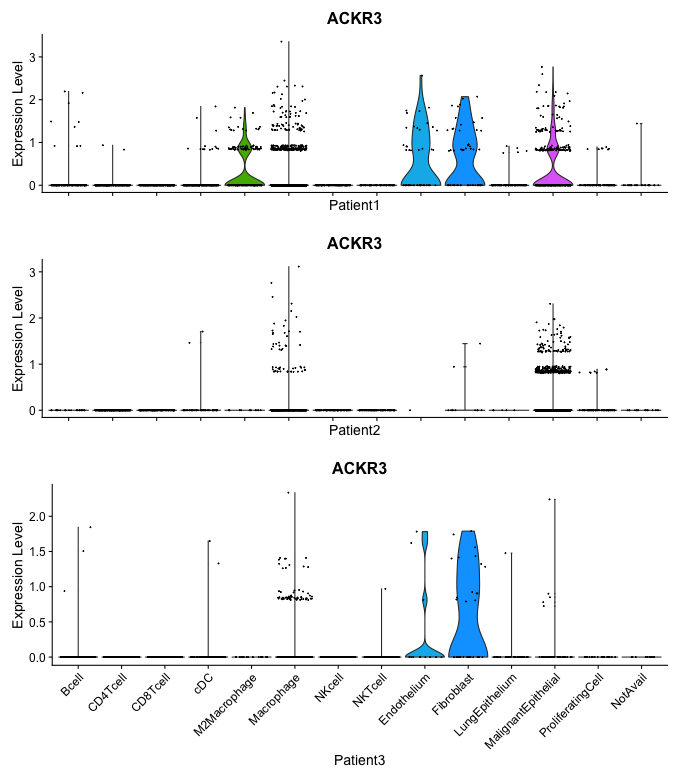 ACKR3
Expression Level
3
2
1
0
Patient1
ACKR3
Expression Level
3
2
1
0
Patient2
ACKR3
Expression Level
2.0
1.5
1.0
0.5
0.0
Bcell
CD4Tcell
CD8Tcell
cDC
M2Macrophage
Macrophage
NKcell
NKTcell
Endothelium
Fibroblast
LungEpithelium
MalignantEpithelial
ProliferatingCell
NotAvail
Patient3